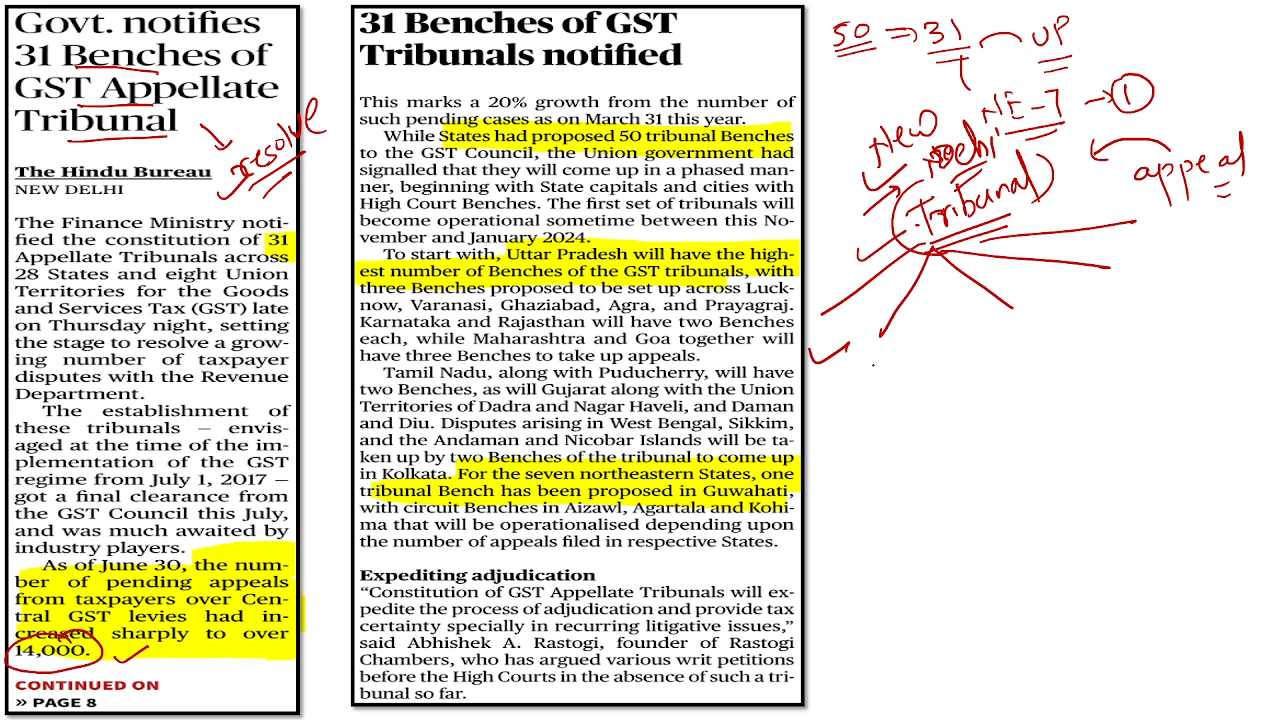 Govt. notifies
31 Benches of
GST Appellate
Tribunal
resolve
The Hindu Bureau
NEW DELHI
The Finance Ministry noti-
fied the constitution of 31
Appellate Tribunals across
28 States and eight Union
Territories for the Goods
and Services Tax (GST) late
on Thursday night, setting
the stage to resolve a grow-
ing number of taxpayer
disputes with the Revenue
Department.
The establishment of
these tribunals — envis-
aged at the time of the im-
plementation of the GST
regime from July 1, 2017 —
got a final clearance from
the GST Council this July,
and was much awaited by
industry players.
As of June 30, the num-
ber of pending appeals
from taxpayers over Cen-
tral GST levies had in-
creased sharply to over
14,000.
CONTINUED ON
» PAGE 8
31 Benches of GST
Tribunals notified
This marks a 20% growth from the number of
such pending cases as on March 31 this year.
While States had proposed 50 tribunal Benches
to the GST Council, the Union government had
signalled that they will come up in a phased man-
ner, beginning with State capitals and cities with
High Court Benches. The first set of tribunals will
become operational sometime between this No-
vember and January 2024.
To start with, Uttar Pradesh will have the high-
est number of Benches of the GST tribunals, with
three Benches proposed to be set up across Luck-
now, Varanasi, Ghaziabad, Agra, and Prayagraj.
Karnataka and Rajasthan will have two Benches
each, while Maharashtra and Goa together will
have three Benches to take up appeals.
Tamil Nadu, along with Puducherry, will have
two Benches, as will Gujarat along with the Union
Territories of Dadra and Nagar Haveli, and Daman
and Diu. Disputes arising in West Bengal, Sikkim,
and the Andaman and Nicobar Islands will be ta-
ken up by two Benches of the tribunal to come up
in Kolkata. For the seven northeastern States, one
tribunal Bench has been proposed in Guwahati,
with circuit Benches in Aizawl, Agartala and Kohi-
ma that will be operationalised depending upon
the number of appeals filed in respective States.
Expediting adjudication
“Constitution of GST Appellate Tribunals will ex-
pedite the process of adjudication and provide tax
certainty specially in recurring litigative issues,”
said Abhishek A. Rastogi, founder of Rastogi
Chambers, who has argued various writ petitions
before the High Courts in the absence of such a tri-
bunal so far.
50 ⇒ 31 UP
NE-7 → 1
New Delhi
Tribunal
appeal